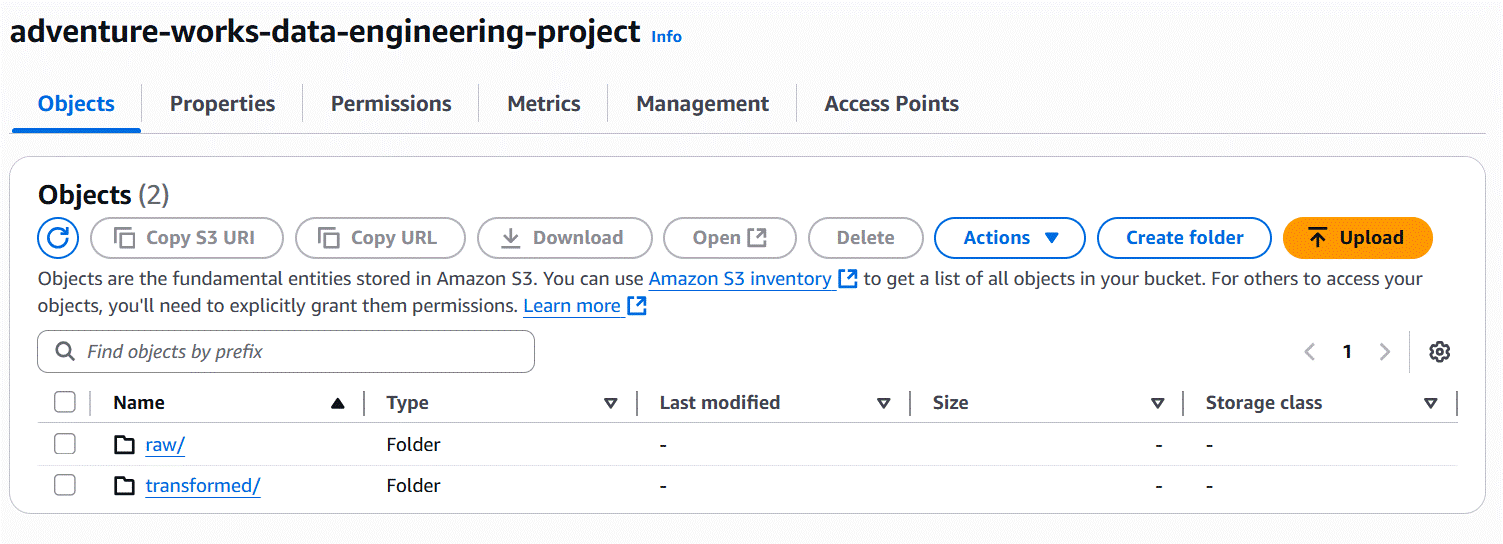 adventure-works-data-engineering-project Info
Objects Properties Permissions Metrics Management Access Points
Objects (2)
Copy S3 URI Copy URL Download Open Delete Actions Create folder Upload
Objects are the fundamental entities stored in Amazon S3. You can use Amazon S3 inventory to get a list of all objects in your bucket. For others to access your
objects, you'll need to explicitly grant them permissions. Learn more
Find objects by prefix 1
Name Type Last modified Size Storage class
raw/ Folder - - -
transformed/ Folder - - -